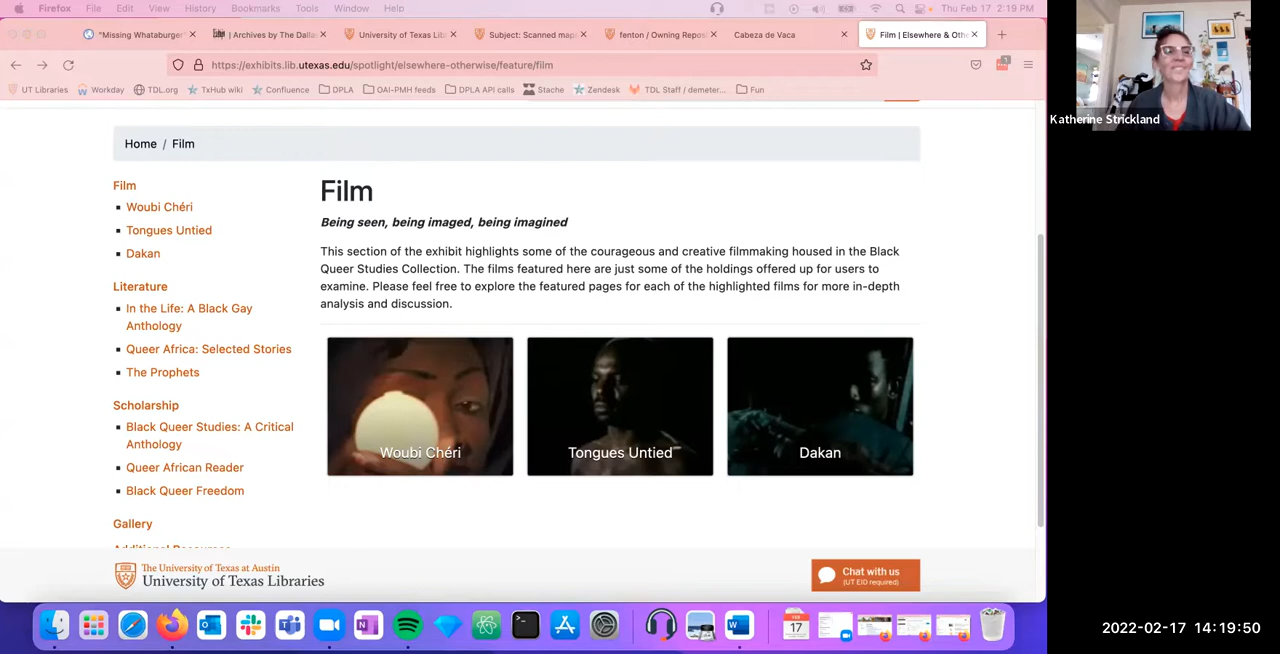 Firefox File Edit View History Bookmarks Tools Window Help Thu Feb 17 2:19 PM
"Missing Whataburger | Archives by The Dalla University of Texas Lib Subject: Scanned map fenton / Owning Repos Cabeza de Vaca Film | Elsewhere & Oth
https://exhibits.lib.utexas.edu/spotlight/elsewhere-otherwise/feature/film
UT Libraries Workday TDL.org TxHub wiki Confluence DPLA OAI-PMH feeds DPLA API calls Stache Zendesk TDL Staff / demeter... Fun
Katherine Strickland
Home / Film
Film
Woubi Chéri
Tongues Untied
Dakan
Literature
In the Life: A Black Gay
Anthology
Queer Africa: Selected Stories
The Prophets
Scholarship
Black Queer Studies: A Critical
Anthology
Queer African Reader
Black Queer Freedom
Gallery
Additional Resources
Film
Being seen, being imaged, being imagined
This section of the exhibit highlights some of the courageous and creative filmmaking housed in the Black
Queer Studies Collection. The films featured here are just some of the holdings offered up for users to
examine. Please feel free to explore the featured pages for each of the highlighted films for more in-depth
analysis and discussion.
Woubi Chéri Tongues Untied Dakan
The University of Texas at Austin
University of Texas Libraries
Chat with us
(UT EID required)
FEB
17
2022-02-17 14:19:50